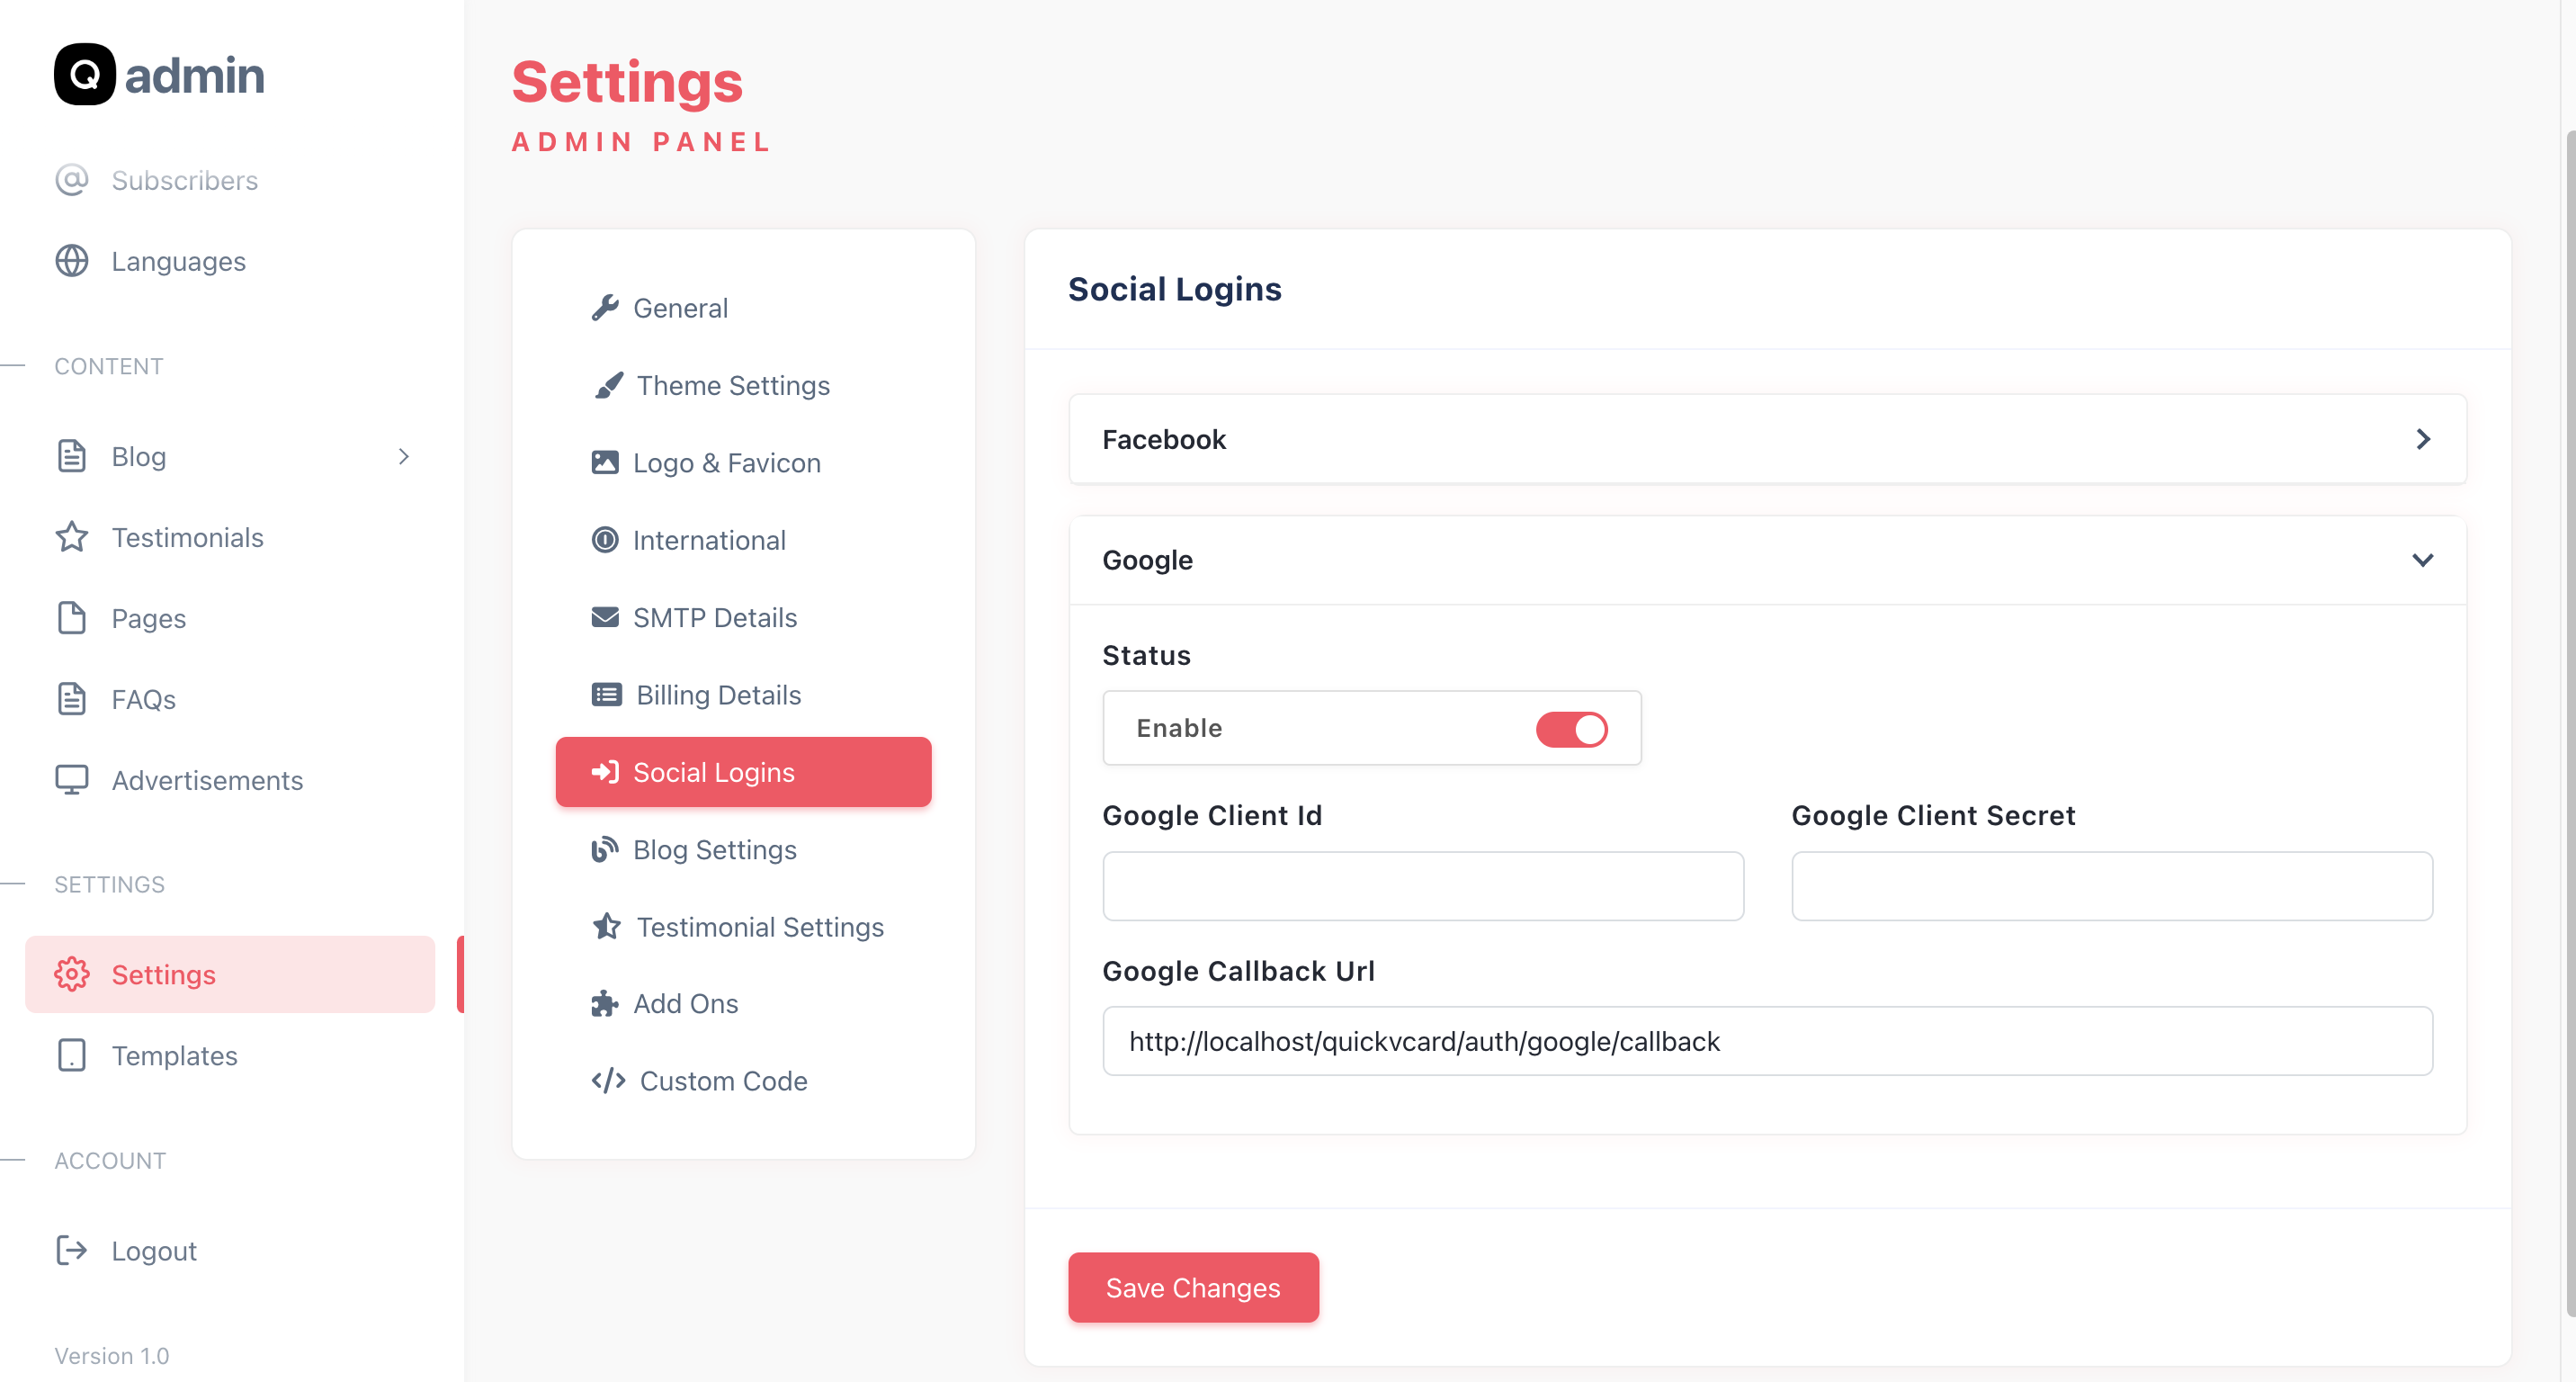 Q admin
Subscribers
Languages
CONTENT
Blog
Testimonials
Pages
FAQs
Advertisements
SETTINGS
Settings
Templates
ACCOUNT
Logout
Version 1.0
Settings
ADMIN PANEL
General
Theme Settings
Logo & Favicon
International
SMTP Details
Billing Details
Social Logins
Blog Settings
Testimonial Settings
Add Ons
Custom Code
Social Logins
Facebook
Google
Status
Enable
Google Client Id
Google Client Secret
Google Callback Url
http://localhost/quickvcard/auth/google/callback
Save Changes